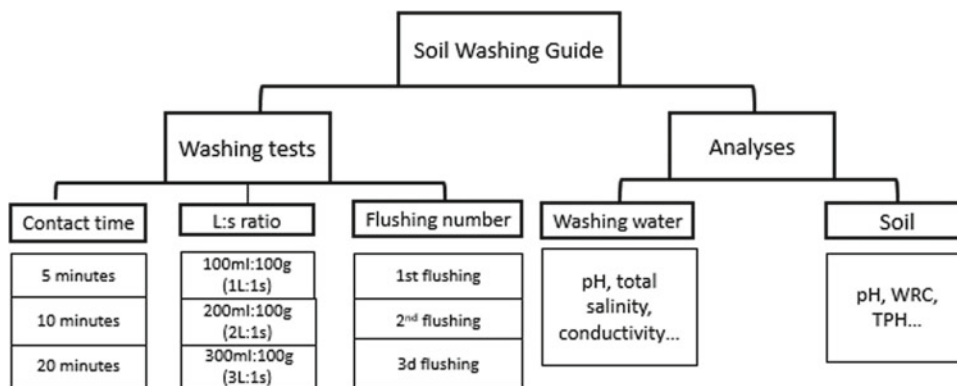 Soil Washing Guide
Washing tests
Analyses
Contact time
L:s ratio
Flushing number
Washing water
Soil
5 minutes
100ml:100g
(1L:1s)
1st flushing
10 minutes
200ml:100g
(2L:1s)
2nd flushing
20 minutes
300ml:100g
(3L:1s)
3d flushing
pH, total
salinity,
conductivity...
pH, WRC,
TPH...